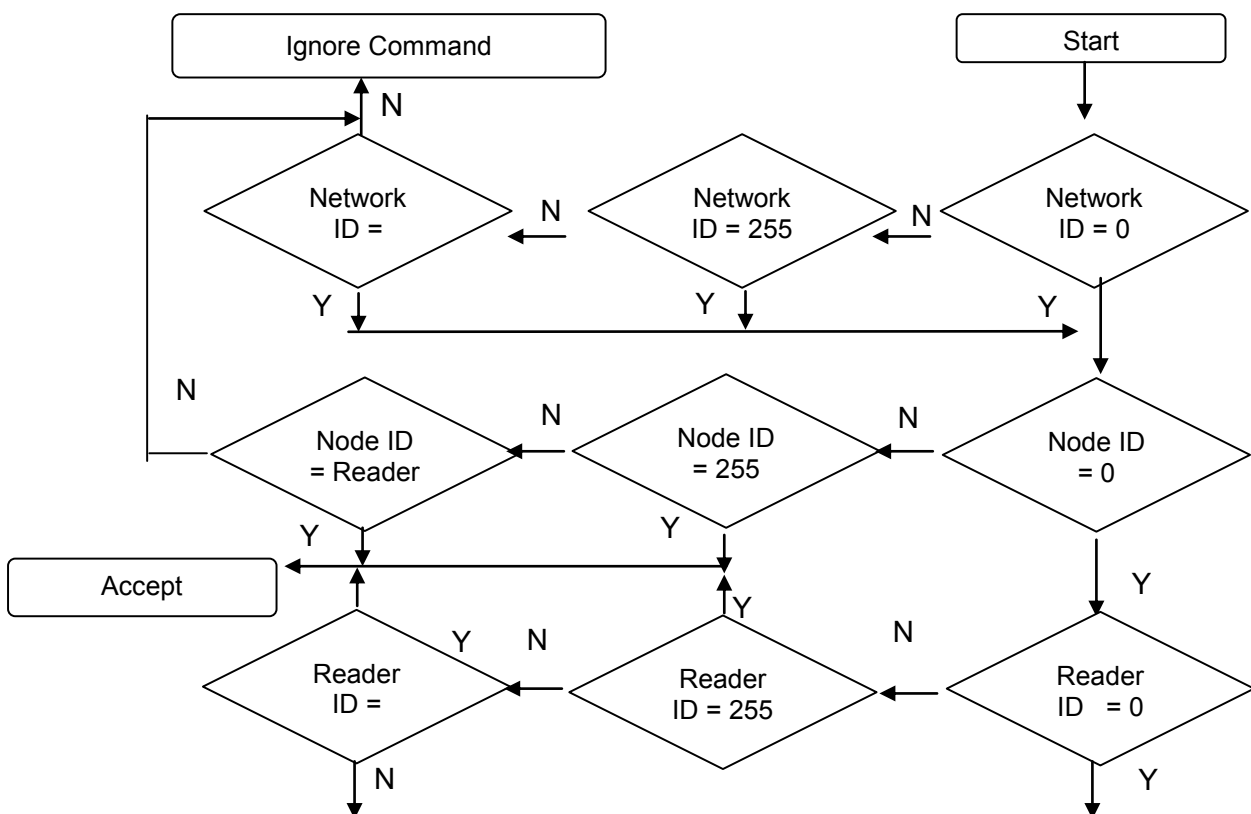 Ignore Command
Start
N
Network
ID =
N
Network
ID = 255
N
Network
ID = 0
Y
Y
Y
N
Node ID
= Reader
N
Node ID
= 255
N
Node ID
= 0
Y
Y
Accept
Y
Y
Y
N
N
Reader
ID =
Reader
ID = 255
Reader
ID = 0
N
Y